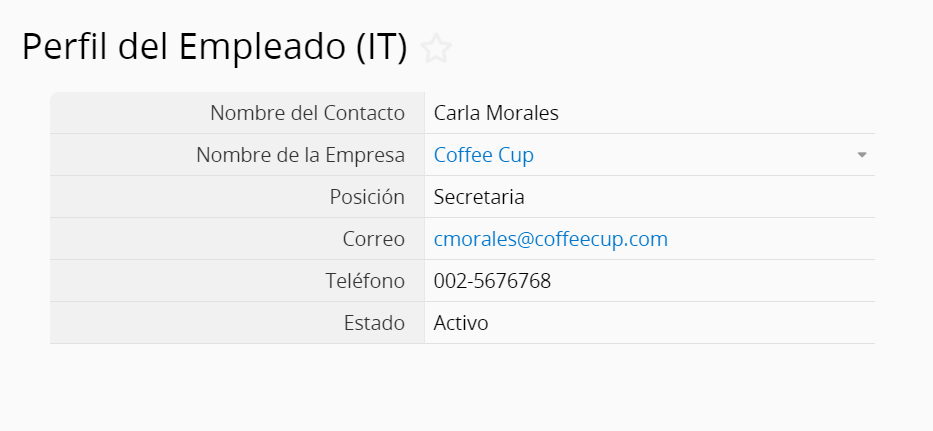 Perfil del Empleado (IT)
Nombre del Contacto Carla Morales
Nombre de la Empresa Coffee Cup
Posición Secretaria
Correo cmorales@coffeecup.com
Teléfono 002-5676768
Estado Activo